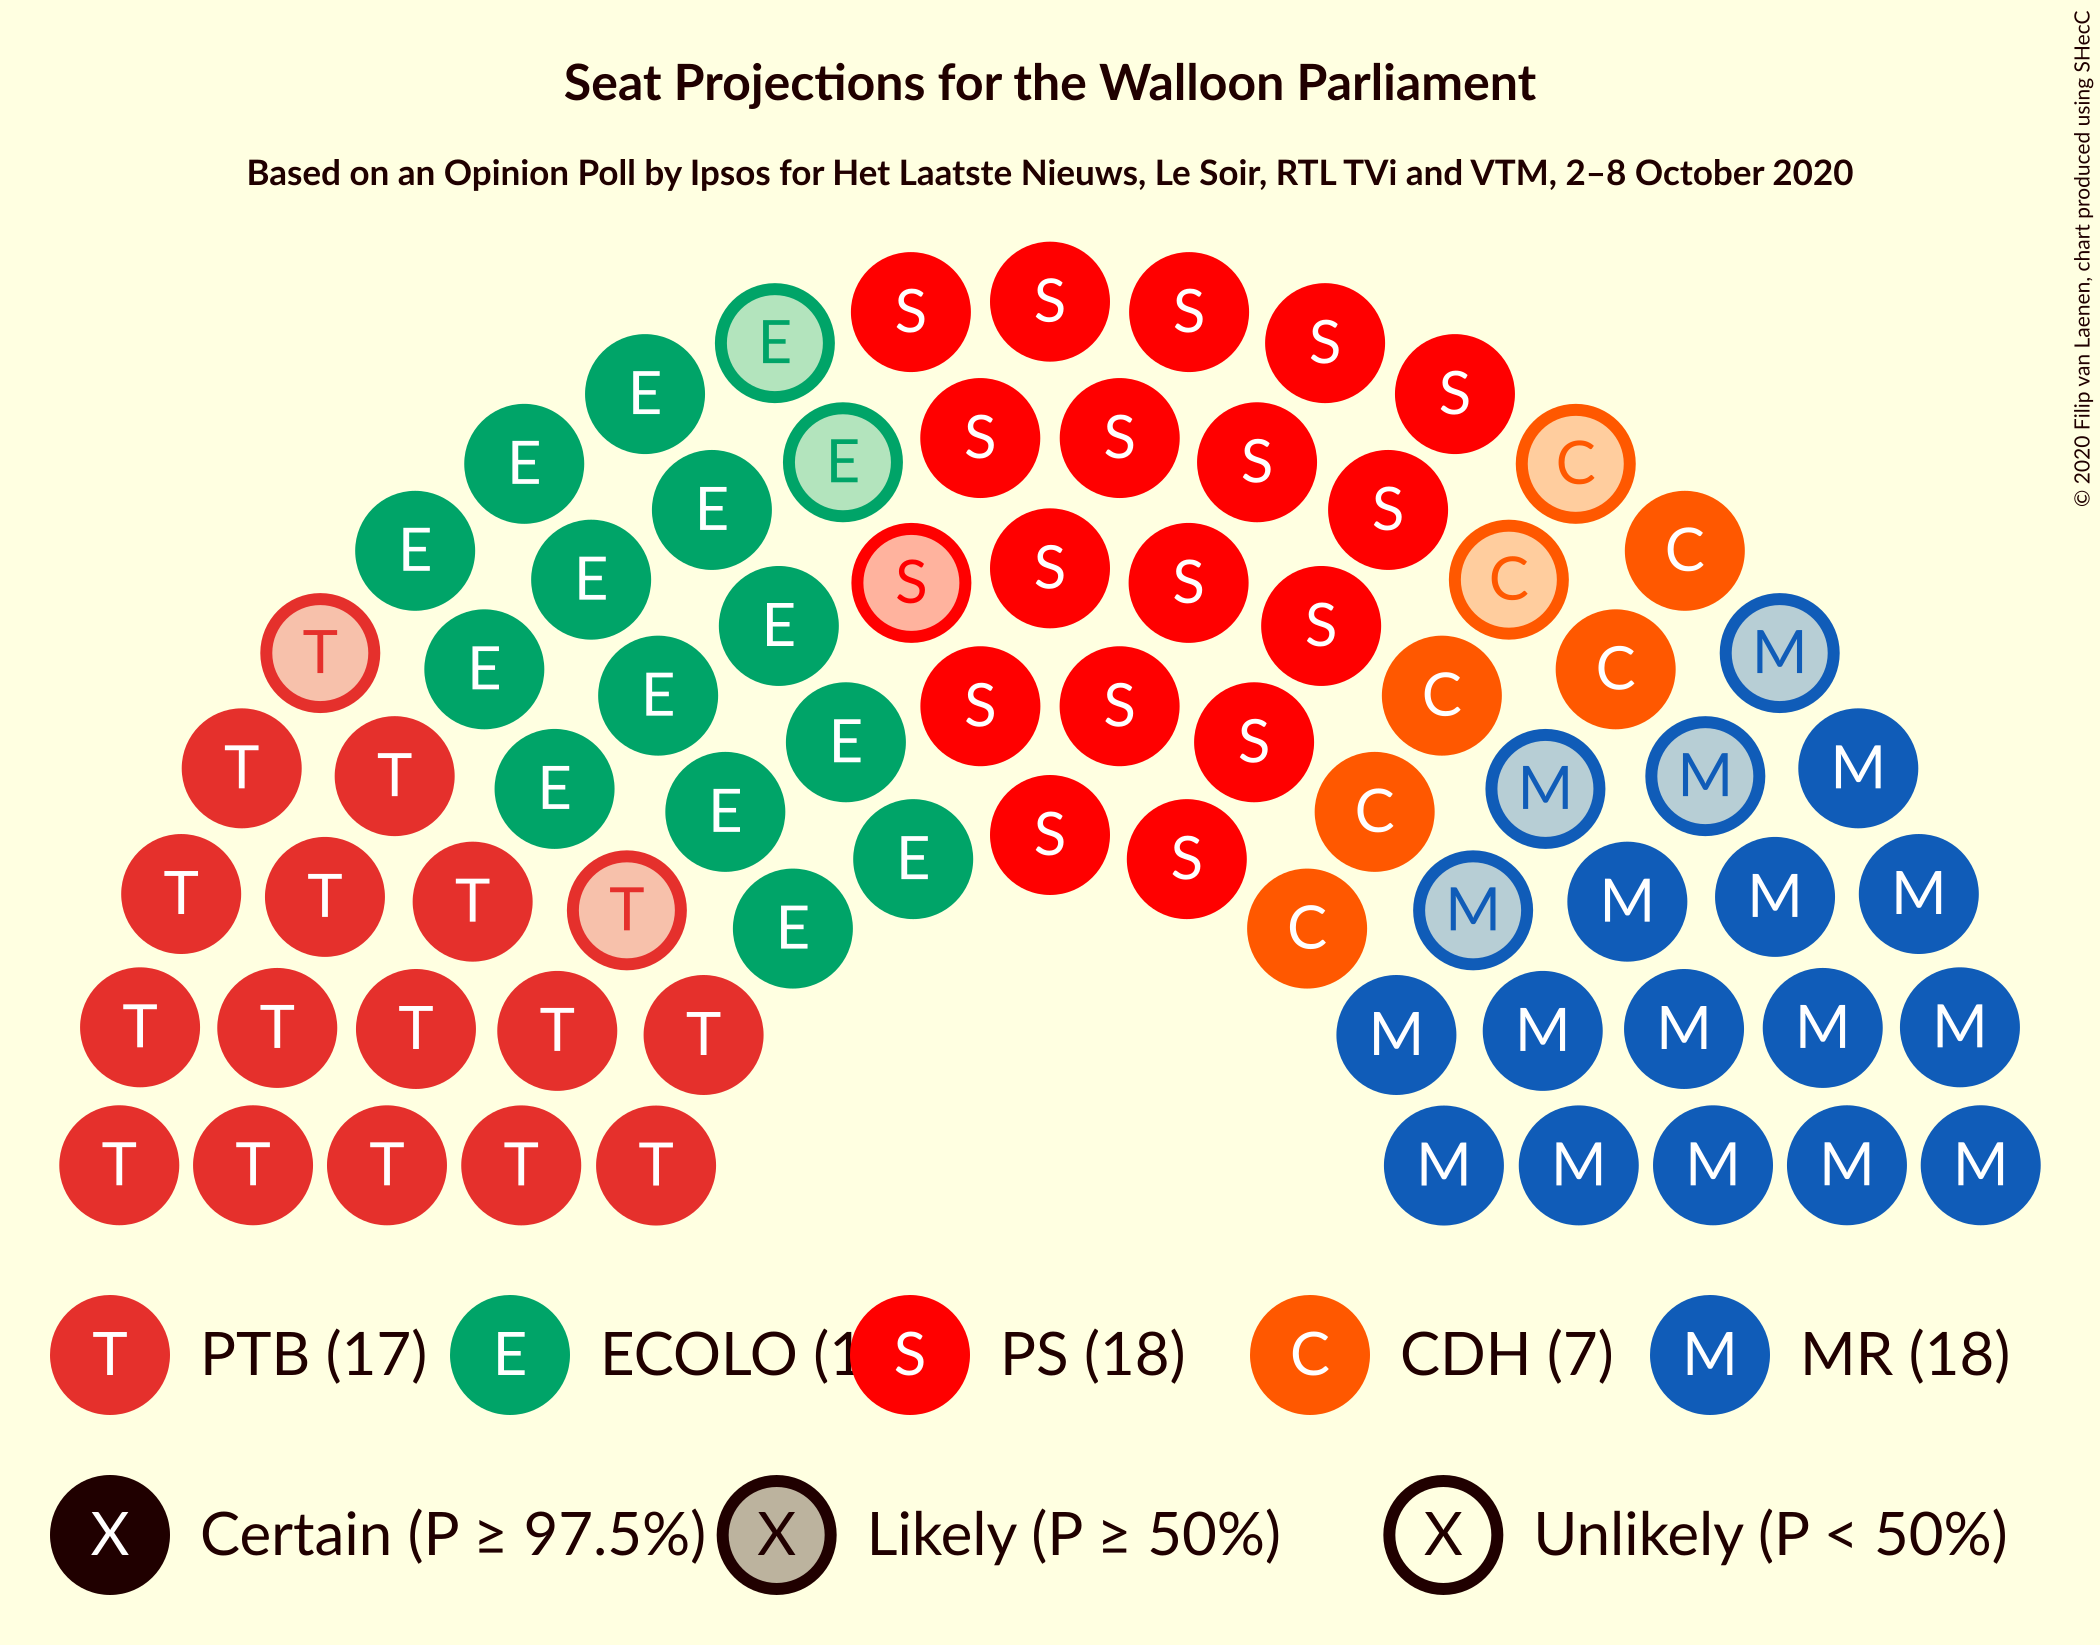 Seat Projections for the Walloon Parliament
Based on an Opinion Poll by Ipsos for Het Laatste Nieuws, Le Soir, RTL TVi and VTM, 2–8 October 2020
© 2020 Filip van Laenen, chart produced using SHecC
S S S
E S
E S
S S
E E S C
E S
S S
E S S C
E C
E S
E C
T E C M
E S S C
E S
T T M M
E M
E C
S
T T T E S M M M
T M
E C
T T T T T M M M M M
T T T T T M M M M M
T PTB (17) E ECOLO (1 S PS (18) C CDH (7) M MR (18)
X Certain (P ≥ 97.5%) X Likely (P ≥ 50%) X Unlikely (P < 50%)